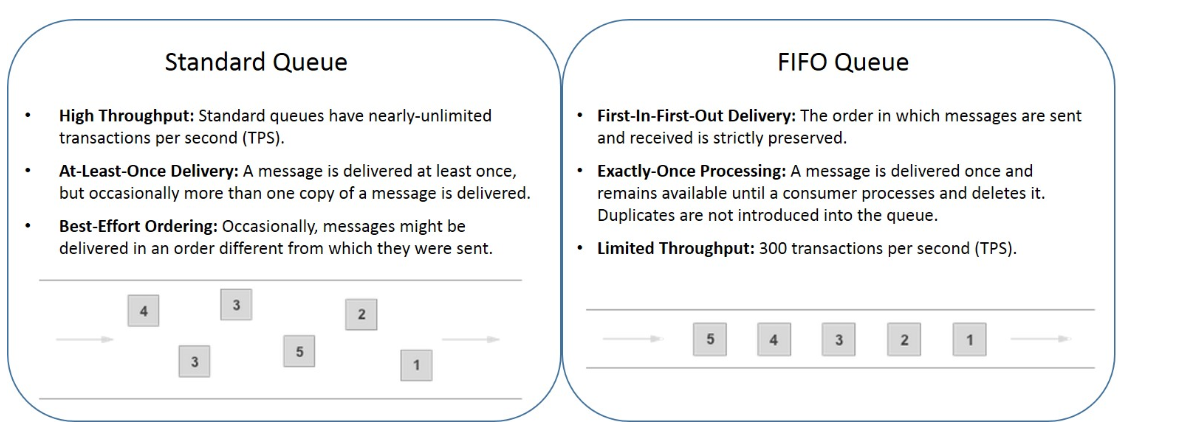 Standard Queue
• High Throughput: Standard queues have nearly-unlimited
transactions per second (TPS).
• At-Least-Once Delivery: A message is delivered at least once,
but occasionally more than one copy of a message is delivered.
• Best-Effort Ordering: Occasionally, messages might be
delivered in an order different from which they were sent.
4
3
2
3
5
1
FIFO Queue
• First-In-First-Out Delivery: The order in which messages are sent
and received is strictly preserved.
• Exactly-Once Processing: A message is delivered once and
remains available until a consumer processes and deletes it.
Duplicates are not introduced into the queue.
• Limited Throughput: 300 transactions per second (TPS).
5 4 3 2 1